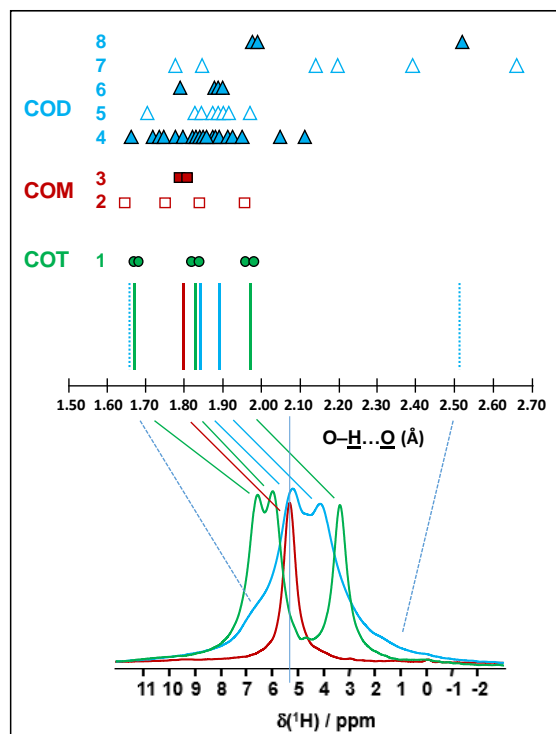 8
7
6
COD 5
4
3
COM 2
COT 1
1.50 1.60 1.70 1.80 1.90 2.00 2.10 2.20 2.30 2.40 2.50 2.60 2.70
O–H...O (Å)
11 10 9 8 7 6 5 4 3 2 1 0 -1 -2
δ(¹H) / ppm